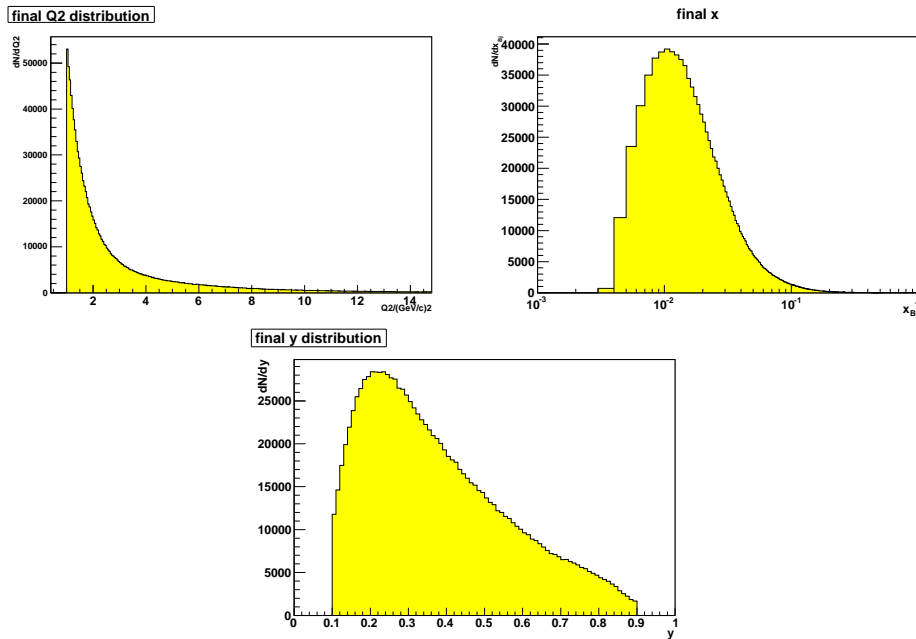 final Q2 distribution
dN/dQ2
50000
40000
30000
20000
10000
0
2 4 6 8 10 12 14
Q2/(GeV/c)2
final x
dN/dx_Bj
40000
35000
30000
25000
20000
15000
10000
5000
0
10^-3 10^-2 10^-1 1
x_B
final y distribution
dN/dy
25000
20000
15000
10000
5000
0
0 0.1 0.2 0.3 0.4 0.5 0.6 0.7 0.8 0.9 1
y